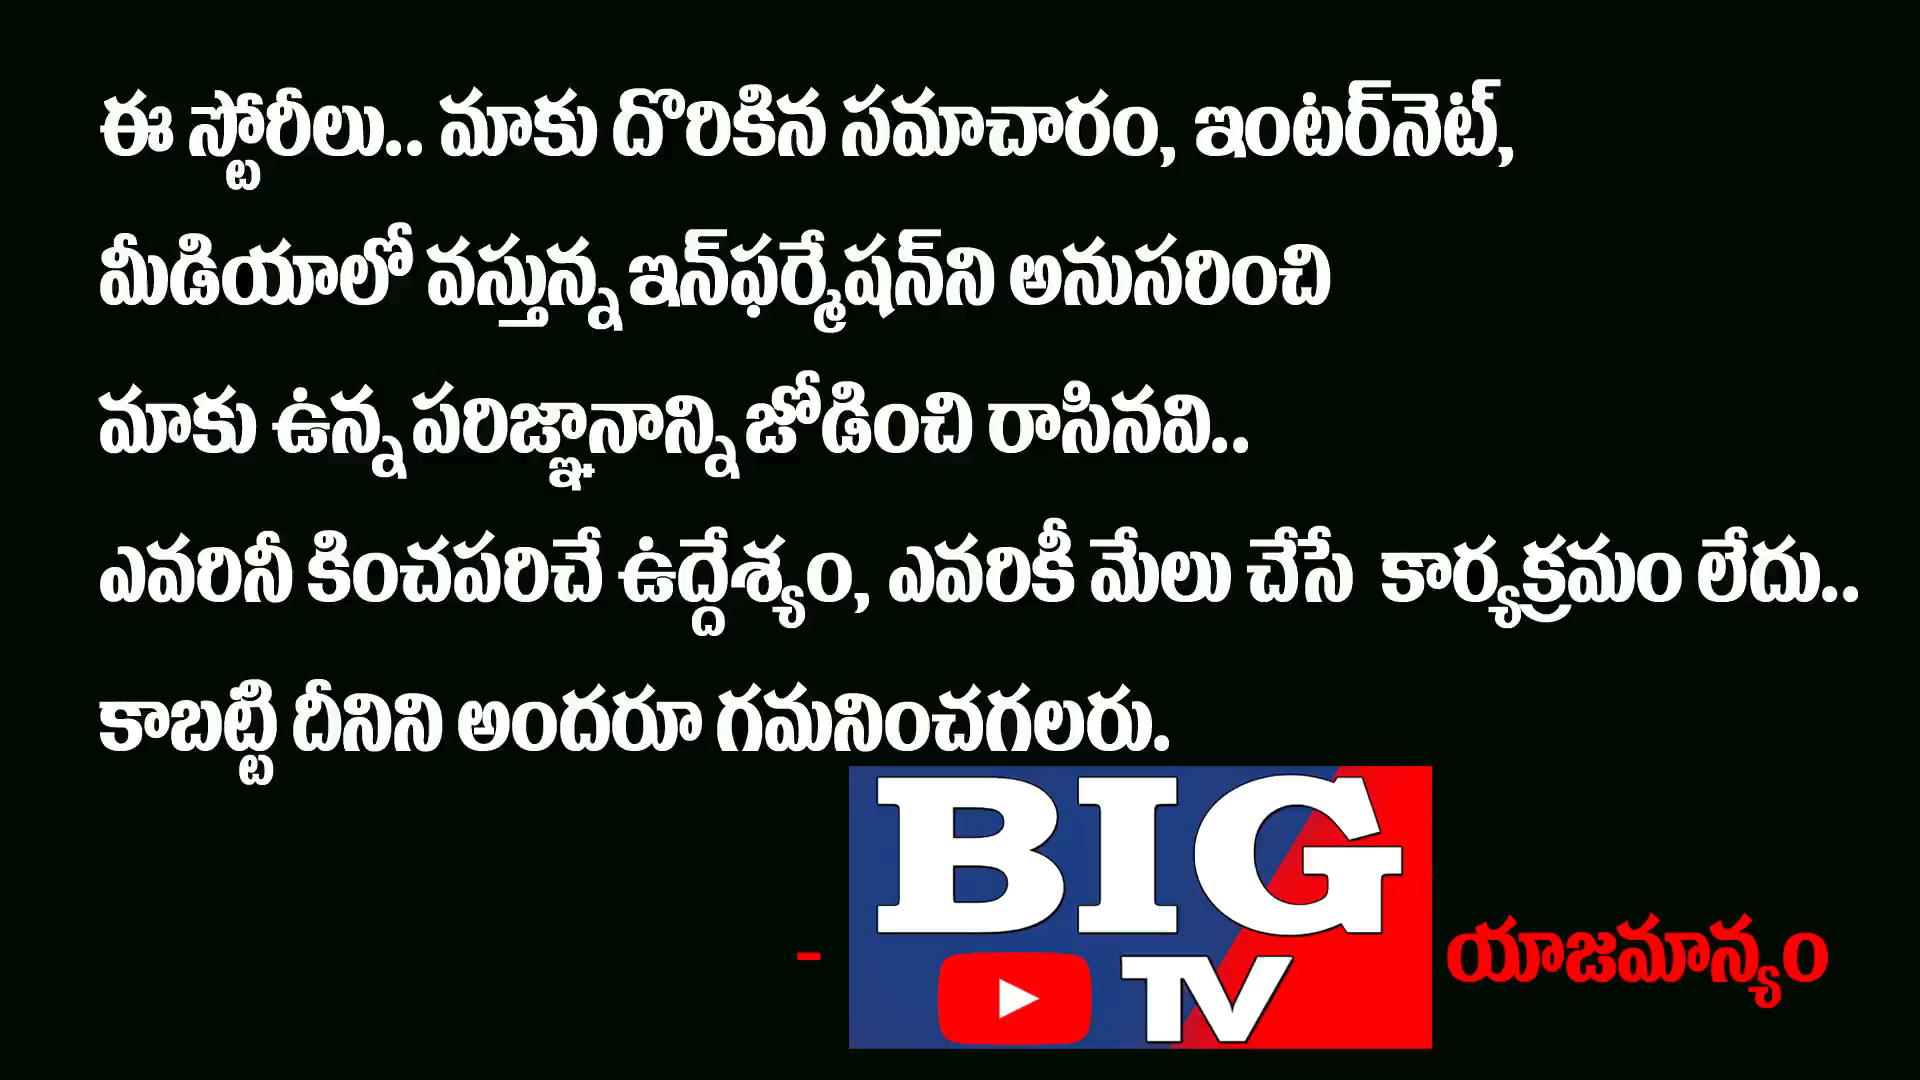 ఈ స్టోరీలు.. మాకు దొరికిన సమాచారం, ఇంటర్‌నెట్,
మీడియాలో వస్తున్న ఇన్‌ఫర్మేషన్‌ని అనుసరించి
మాకు ఉన్న పరిజ్ఞానాన్ని జోడించి రాసినవి..
ఎవరినీ కించపరిచే ఉద్దేశ్యం, ఎవరికీ మేలు చేసే కార్యక్రమం లేదు..
కాబట్టి దీనిని అందరూ గమనించగలరు.
BIG
- TV యాజమాన్యం